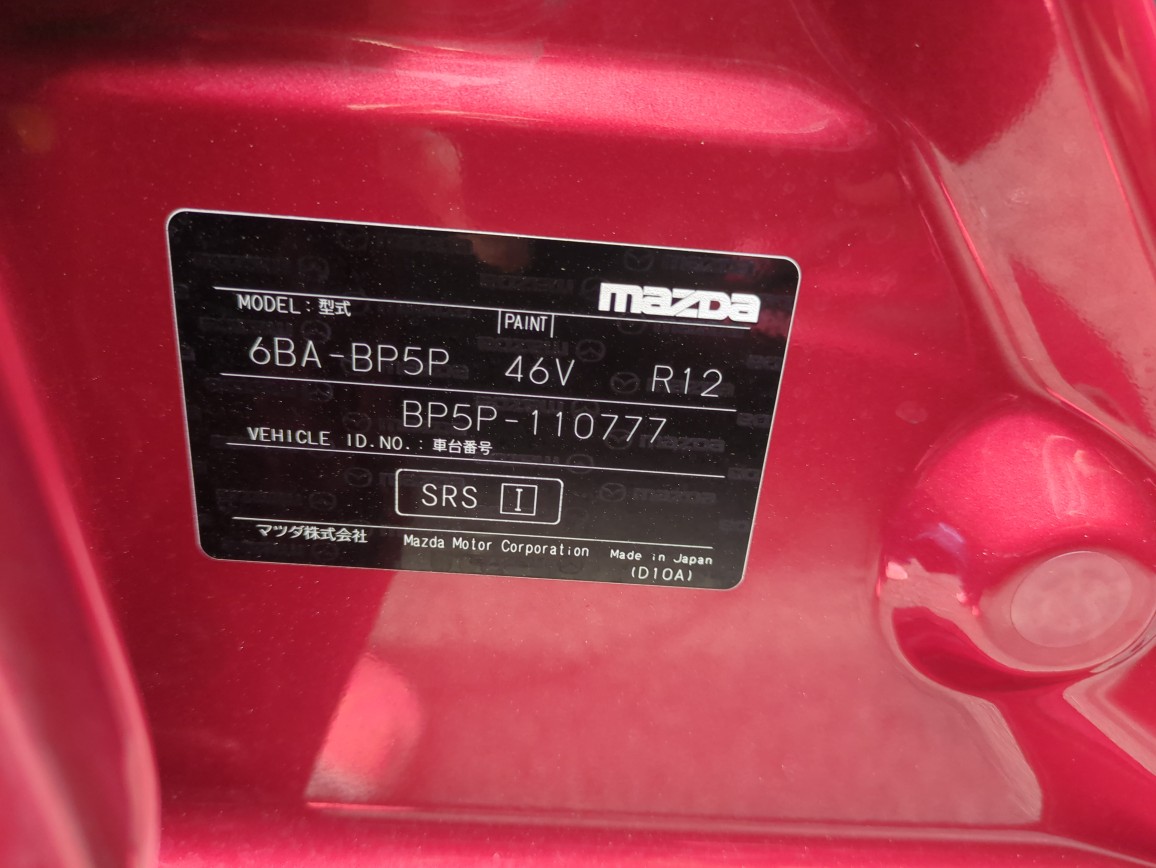 mazda
MODEL : 型式
PAINT
6BA-BP5P 46V R12
BP5P-110777
VEHICLE ID.NO. : 車台番号
SRS I
マツダ株式会社 Mazda Motor Corporation Made in Japan
(D10A)